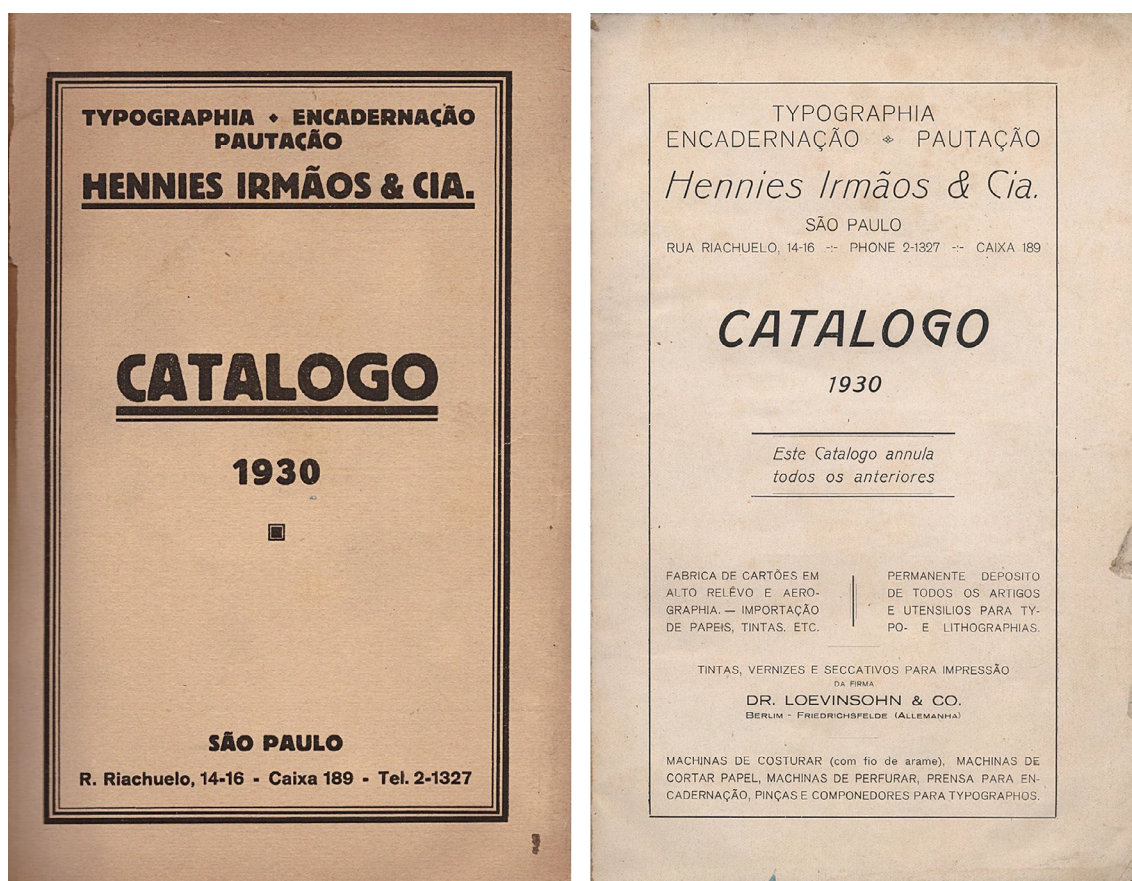 TYPOGRAPHIA ⬥ ENCADERNAÇÃO
PAUTAÇÃO
HENNIES IRMÃOS & CIA.
CATALOGO
1930
SÃO PAULO
R. Riachuelo, 14-16 - Caixa 189 - Tel. 2-1327
TYPOGRAPHIA
ENCADERNAÇÃO ❖ PAUTAÇÃO
Hennies Irmãos & Cia.
SÃO PAULO
RUA RIACHUELO, 14-16 -:- PHONE 2-1327 -:- CAIXA 189
CATALOGO
1930
Este Catalogo annula
todos os anteriores
FABRICA DE CARTÕES EM
ALTO RELÊVO E AERO-
GRAPHIA. — IMPORTAÇÃO
DE PAPEIS, TINTAS. ETC.
PERMANENTE DEPOSITO
DE TODOS OS ARTIGOS
E UTENSILIOS PARA TY-
PO- E LITHOGRAPHIAS.
TINTAS, VERNIZES E SECCATIVOS PARA IMPRESSÃO
DA FIRMA
DR. LOEVINSOHN & CO.
BERLIM - FRIEDRICHSFELDE (ALLEMANHA)
MACHINAS DE COSTURAR (com fio de arame), MACHINAS DE
CORTAR PAPEL, MACHINAS DE PERFURAR, PRENSA PARA EN-
CADERNAÇÃO, PINÇAS E COMPONEDORES PARA TYPOGRAPHOS.